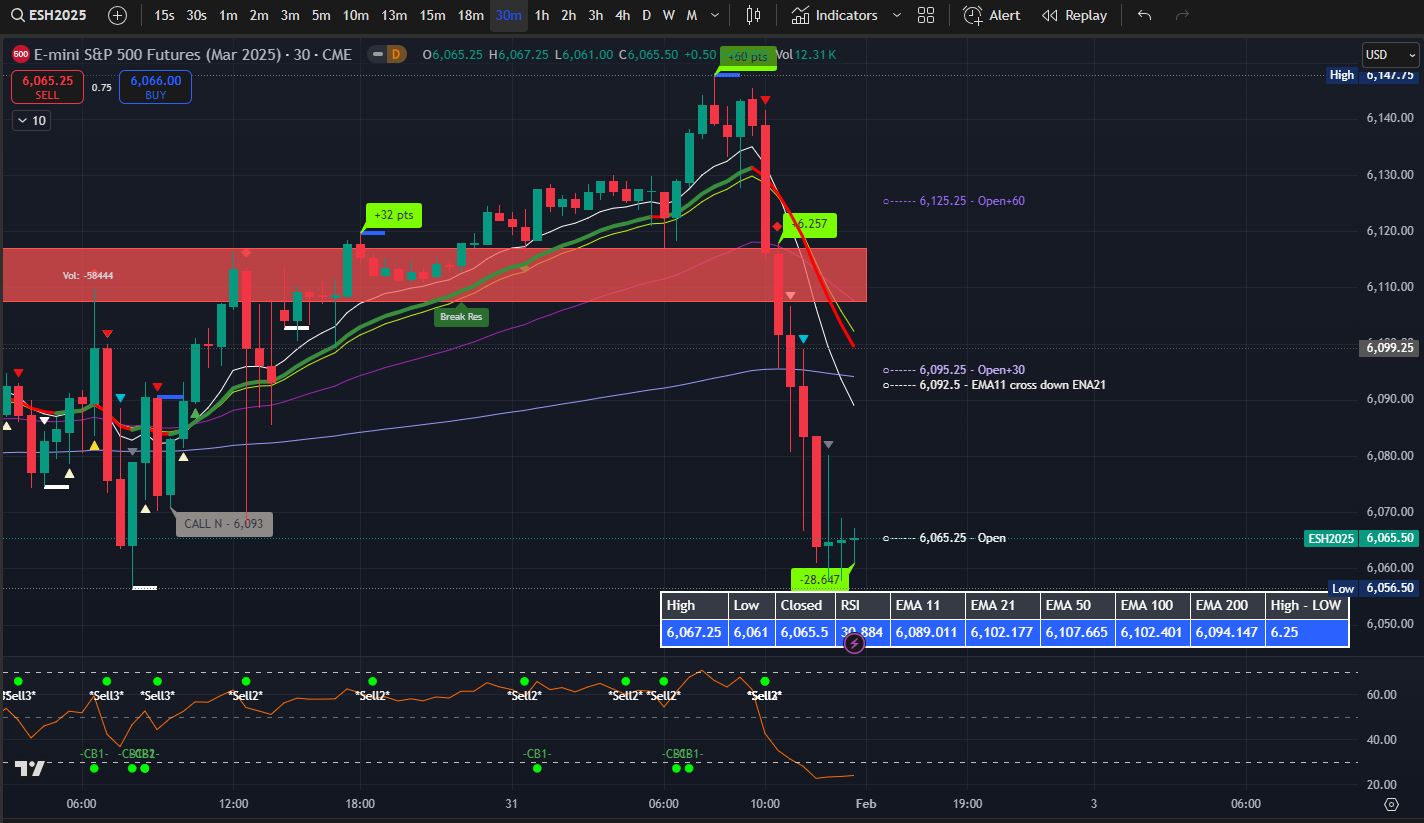 ESH2025 15s 30s 1m 2m 3m 5m 10m 13m 15m 18m 30m 1h 2h 3h 4h D W M Indicators Alert Replay
500 E-mini S&P 500 Futures (Mar 2025) · 30 · CME D O6,065.25 H6,067.25 L6,061.00 C6,065.50 +0.50 Vol 12.31 K
USD
6,065.25 0.75 6,066.00
SELL BUY
10
+60 pts
High 6,147.75
6,140.00
6,130.00
6,125.25 - Open+60
+32 pts
6.257
6,120.00
Vol: -58444
6,110.00
Break Res
6,099.25
6,095.25 - Open+30
6,092.5 - EMA11 cross down ENA21
6,090.00
6,080.00
6,070.00
CALL N - 6,093
6,065.25 - Open
ESH2025 6,065.50
6,060.00
-28.647
Low 6,056.50
High Low Closed RSI EMA 11 EMA 21 EMA 50 EMA 100 EMA 200 High - LOW
6,067.25 6,061 6,065.5 30.884 6,089.011 6,102.177 6,107.665 6,102.401 6,094.147 6.25
6,050.00
*Sell3* *Sell3* *Sell2* *Sell2* *Sell2* *Sell2* *Sell2*
60.00
40.00
-CB1- -CB1-
20.00
06:00 12:00 18:00 31 06:00 10:00 Feb 19:00 3 06:00